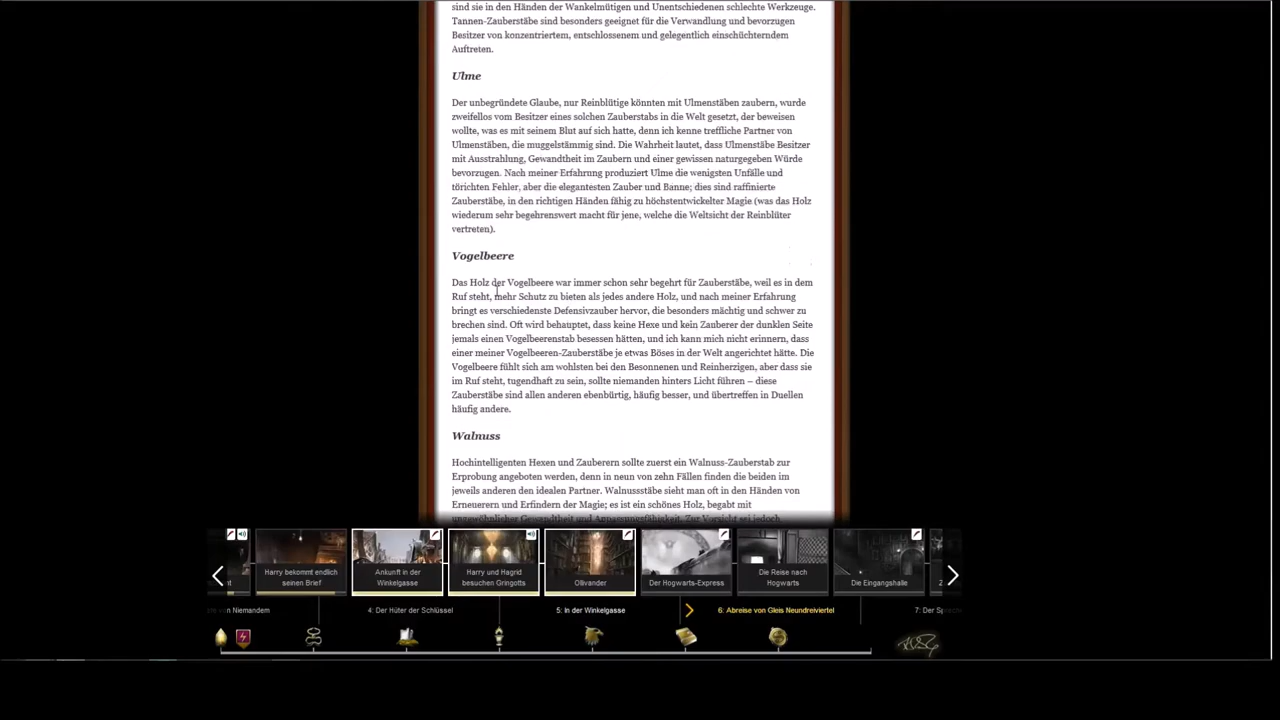 sind sie in den Händen der Wankelmütigen und Unentschiedenen schlechte Werkzeuge.
Tannen-Zauberstäbe sind besonders geeignet für die Verwandlung und bevorzugen
Besitzer von konzentriertem, entschlossenem und gelegentlich einschüchterndem
Auftreten.
Ulme
Der unbegründete Glaube, nur Reinblütige könnten mit Ulmenstäben zaubern, wurde
zweifellos vom Besitzer eines solchen Zauberstabs in die Welt gesetzt, der beweisen
wollte, was es mit seinem Blut auf sich hatte, denn ich kenne treffliche Partner von
Ulmenstäben, die muggelstämmig sind. Die Wahrheit lautet, dass Ulmenstäbe Besitzer
mit Ausstrahlung, Gewandtheit im Zaubern und einer gewissen naturgegeben Würde
bevorzugen. Nach meiner Erfahrung produziert Ulme die wenigsten Unfälle und
törichten Fehler, aber die elegantesten Zauber und Banne; dies sind raffinierte
Zauberstäbe, in den richtigen Händen fähig zu höchstentwickelter Magie (was das Holz
wiederum sehr begehrenswert macht für jene, welche die Weltsicht der Reinblüter
vertreten).
Vogelbeere
Das Holz der Vogelbeere war immer schon sehr begehrt für Zauberstäbe, weil es in dem
Ruf steht, mehr Schutz zu bieten als jedes andere Holz, und nach meiner Erfahrung
bringt es verschiedenste Defensivzauber hervor, die besonders mächtig und schwer zu
brechen sind. Oft wird behauptet, dass keine Hexe und kein Zauberer der dunklen Seite
jemals einen Vogelbeerenstab besessen hätten, und ich kann mich nicht erinnern, dass
einer meiner Vogelbeeren-Zauberstäbe je etwas Böses in der Welt angerichtet hätte. Die
Vogelbeere fühlt sich am wohlsten bei den Besonnenen und Reinherzigen, aber dass sie
im Ruf steht, tugendhaft zu sein, sollte niemanden hinters Licht führen – diese
Zauberstäbe sind allen anderen ebenbürtig, häufig besser, und übertreffen in Duellen
häufig andere.
Walnuss
Hochintelligenten Hexen und Zauberern sollte zuerst ein Walnuss-Zauberstab zur
Erprobung angeboten werden, denn in neun von zehn Fällen finden die beiden im
jeweils anderen den idealen Partner. Walnussstäbe sieht man oft in den Händen von
Erneuerern und Erfindern der Magie; es ist ein schönes Holz, begabt mit
ungewöhnlicher Gewandtheit und Anpassungsfähigkeit. Zur Vorsicht sei jedoch
Harry bekommt endlich
seinen Brief
Ankunft in der
Winkelgasse
Harry und Hagrid
besuchen Gringotts
Ollivander
Der Hogwarts-Express
Die Reise nach
Hogwarts
Die Eingangshalle
n Niemandem
4: Der Hüter der Schlüssel
5: In der Winkelgasse
6: Abreise von Gleis Neundreiviertel
7: Der Sp